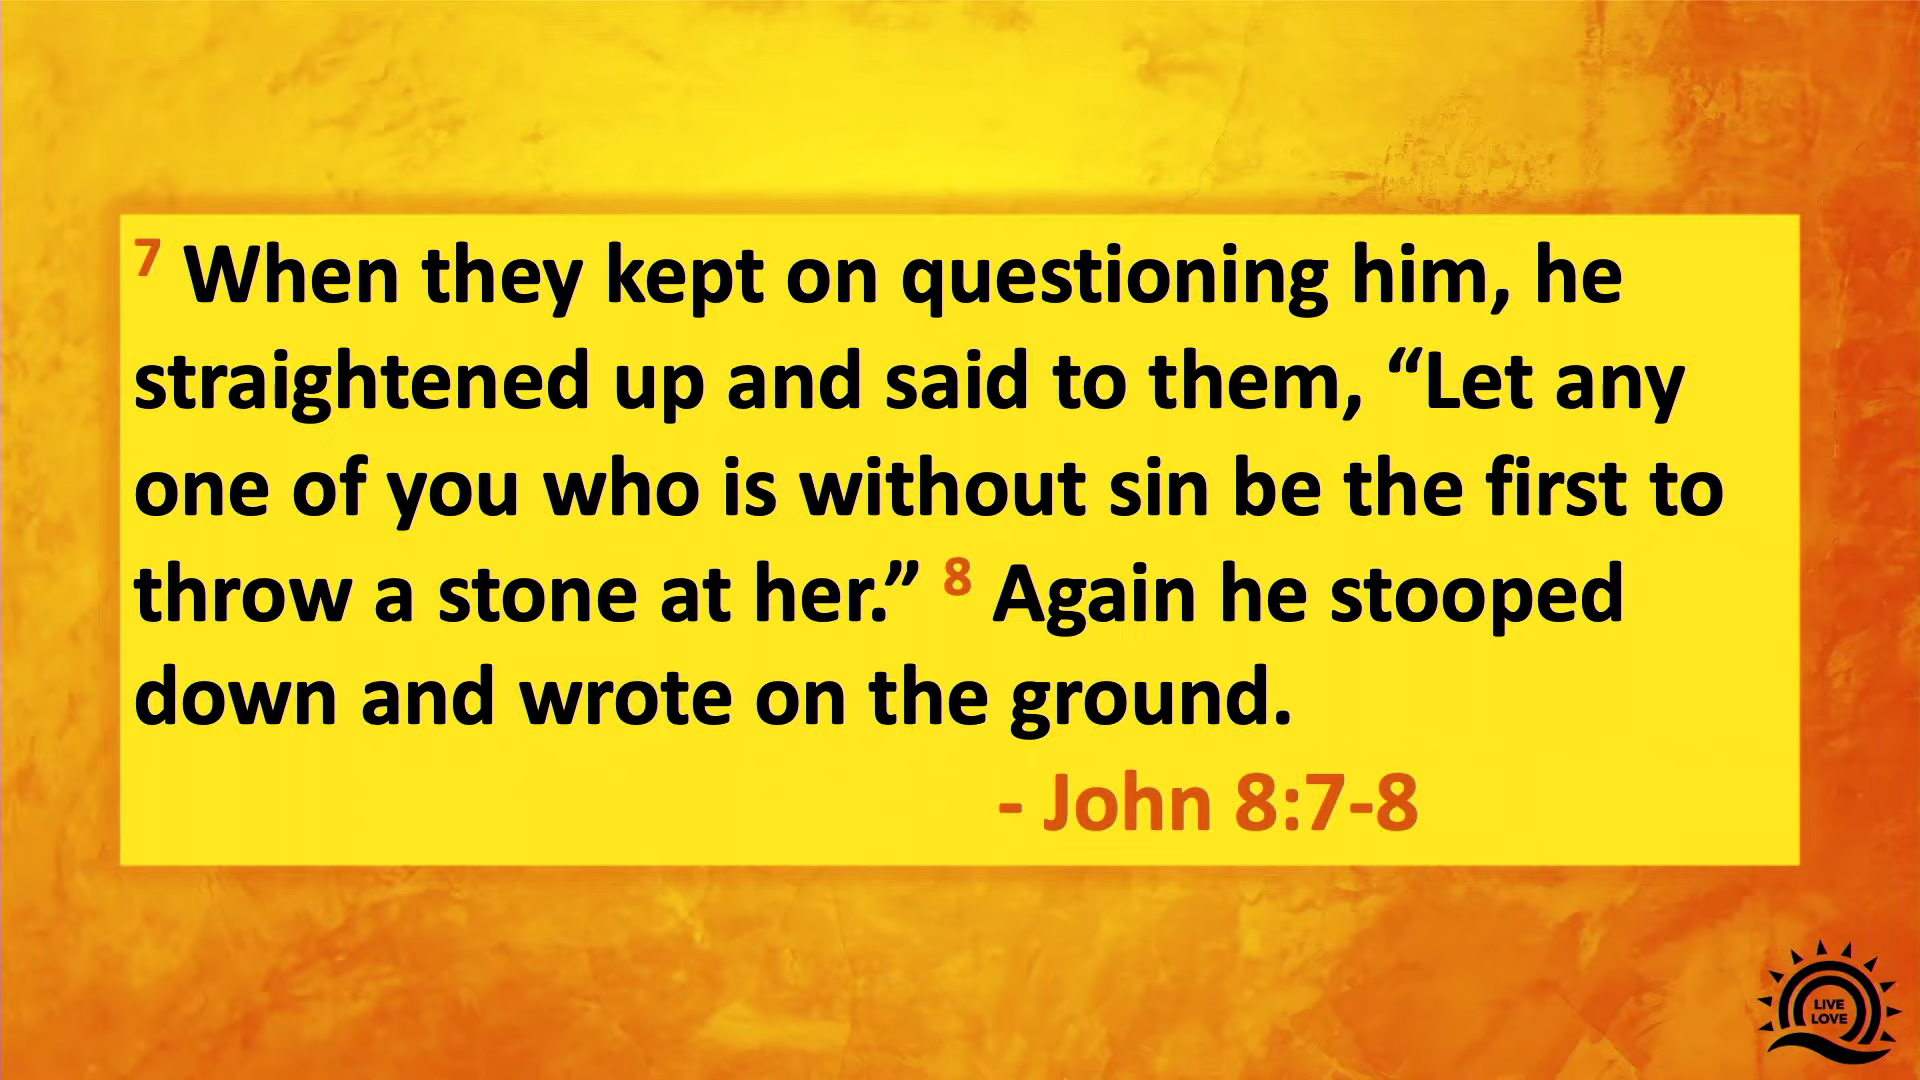 7 When they kept on questioning him, he
straightened up and said to them, “Let any
one of you who is without sin be the first to
throw a stone at her.” 8 Again he stooped
down and wrote on the ground.
- John 8:7-8
LIVE
LOVE